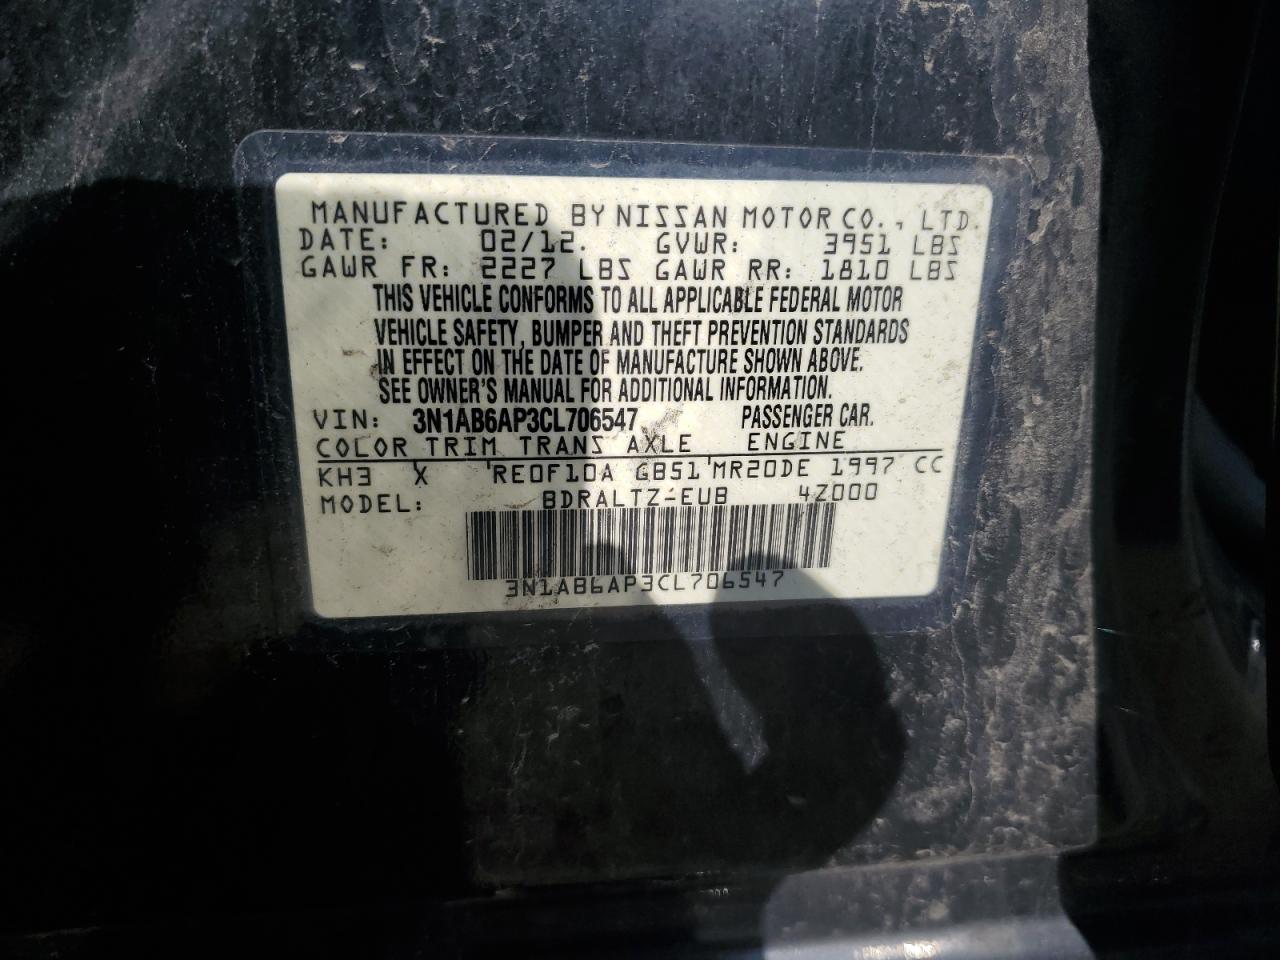 MANUFACTURED BY NISSAN MOTOR CO., LTD.
DATE: 02/12. GVWR: 3951 LBS
GAWR FR: 2227 LBS GAWR RR: 1810 LBS
THIS VEHICLE CONFORMS TO ALL APPLICABLE FEDERAL MOTOR
VEHICLE SAFETY, BUMPER AND THEFT PREVENTION STANDARDS
IN EFFECT ON THE DATE OF MANUFACTURE SHOWN ABOVE.
SEE OWNER'S MANUAL FOR ADDITIONAL INFORMATION.
VIN: 3N1AB6AP3CL706547 PASSENGER CAR.
COLOR TRIM TRANS AXLE ENGINE
KH3 X RE0F10A GB51 MR20DE 1997 CC
MODEL: BDRALTZ-EUB 4Z000
3N1AB6AP3CL706547